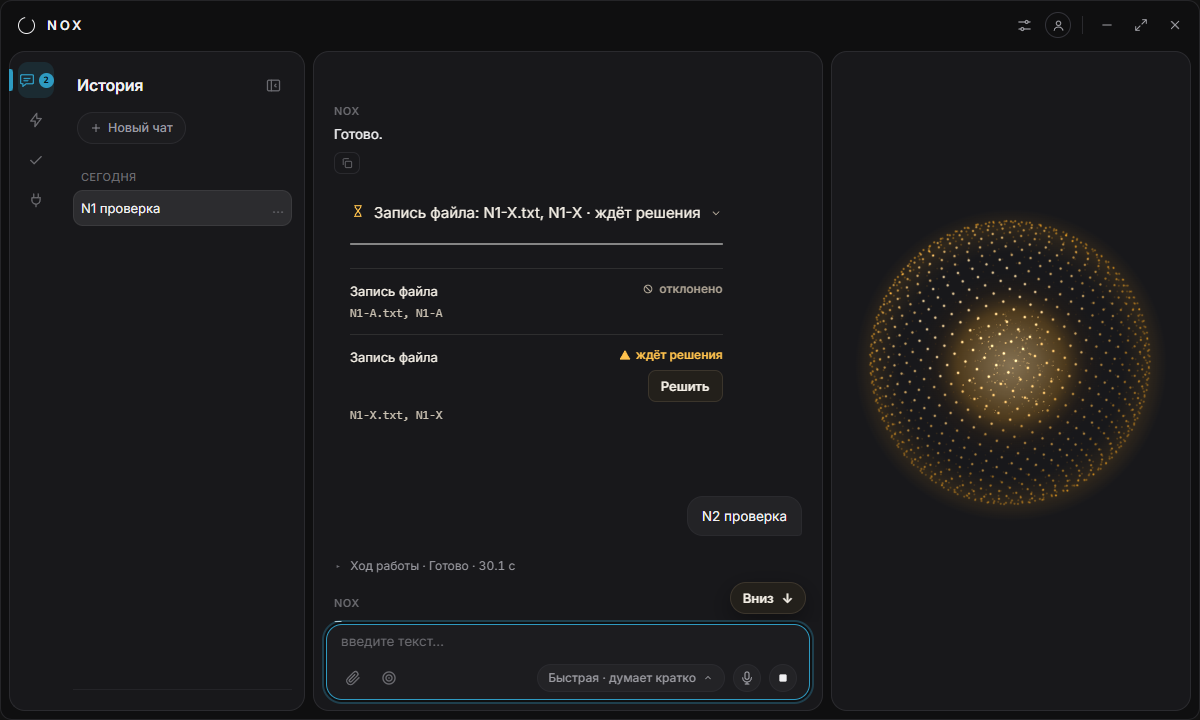 NOX
2
История
+ Новый чат
СЕГОДНЯ
N1 проверка
...
NOX
Готово.
Запись файла: N1-X.txt, N1-X · ждёт решения
Запись файла
отклонено
N1-A.txt, N1-A
Запись файла
ждёт решения
Решить
N1-X.txt, N1-X
N2 проверка
Ход работы · Готово · 30.1 с
NOX
Вниз ↓
введите текст...
Быстрая · думает кратко